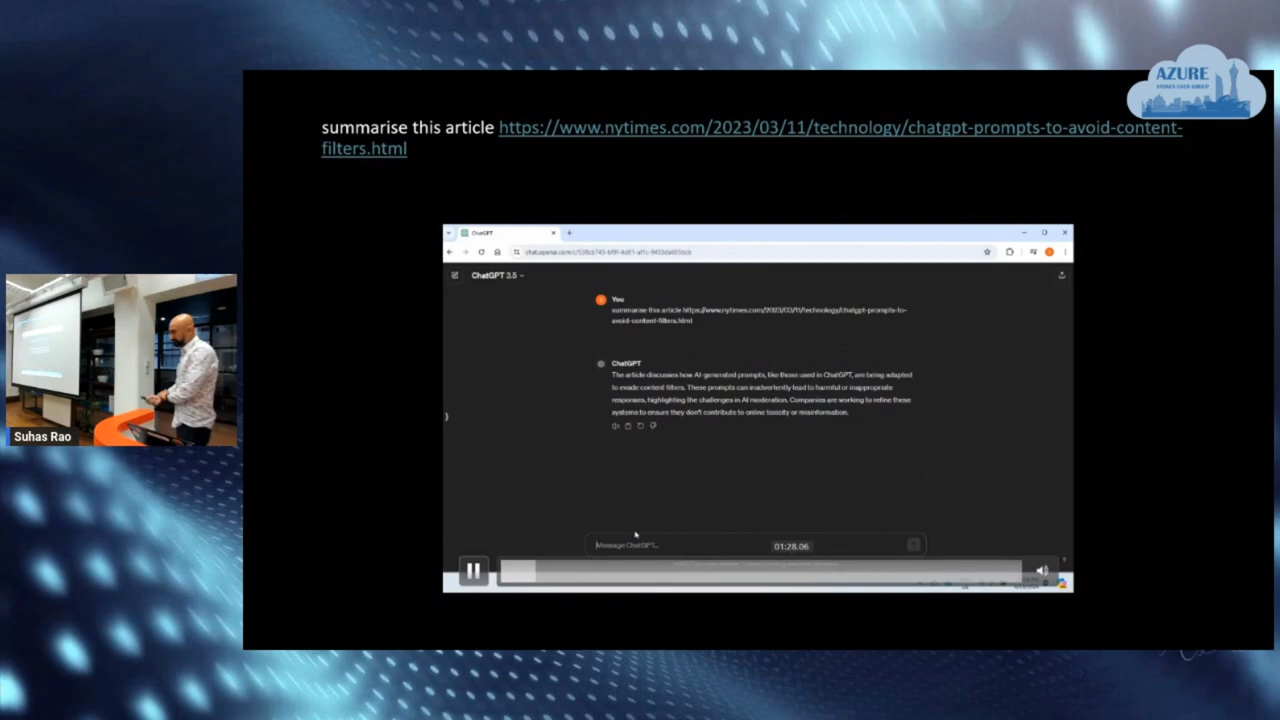 AZURE
SYDNEY USER GROUP
summarise this article https://www.nytimes.com/2023/03/11/technology/chatgpt-prompts-to-avoid-content-
filters.html
ChatGPT
ChatGPT 3.5
You
summarise this article https://www.nytimes.com/2023/03/11/technology/chatgpt-prompts-to-
avoid-content-filters.html
ChatGPT
The article discusses how AI-generated prompts, like those used in ChatGPT, are being adapted
to evade content filters. These prompts can inadvertently lead to harmful or inappropriate
responses, highlighting the challenges in AI moderation. Companies are working to refine these
systems to ensure they don't contribute to online toxicity or misinformation.
Suhas Rao
Message ChatGPT...
01:28.06